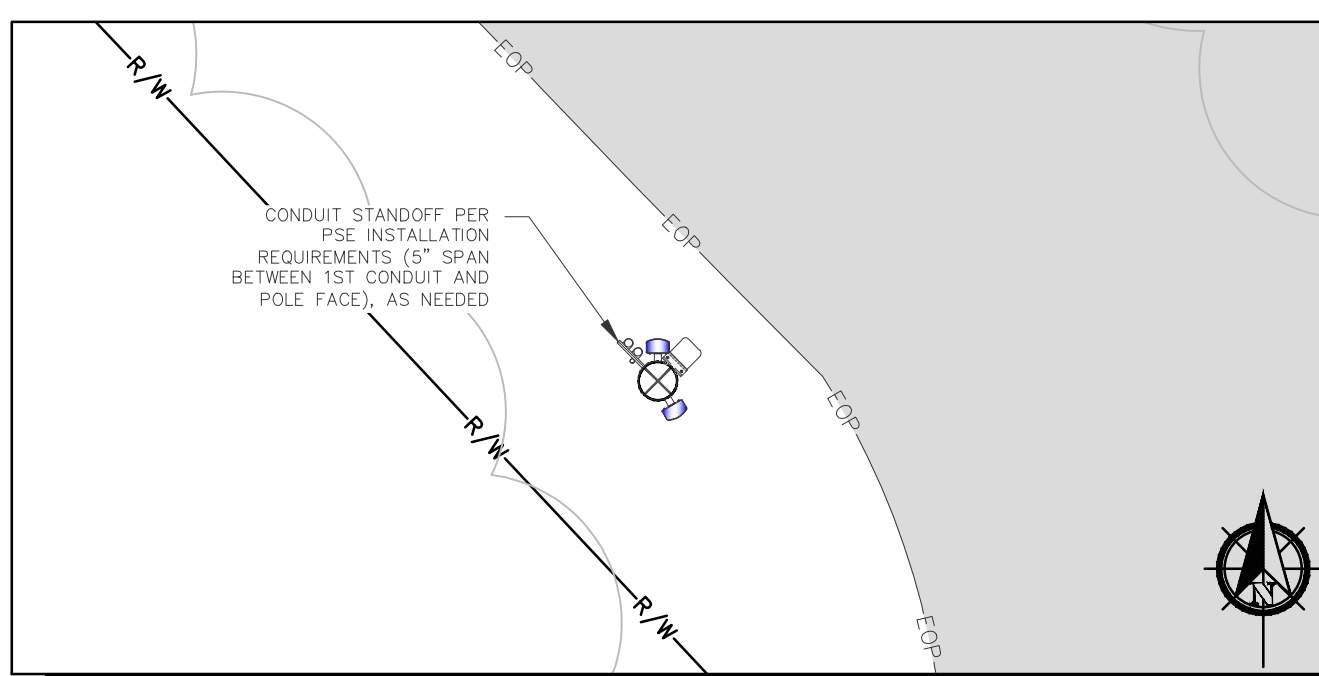 EOP
R/W
CONDUIT STANDOFF PER
PSE INSTALLATION
REQUIREMENTS (5" SPAN
BETWEEN 1ST CONDUIT AND
POLE FACE), AS NEEDED
EOP
EOP
R/W
N
R/W
EOP